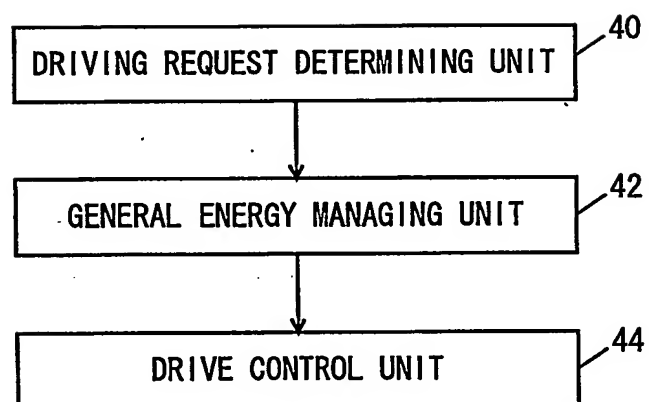 40
DRIVING REQUEST DETERMINING UNIT
42
GENERAL ENERGY MANAGING UNIT
44
DRIVE CONTROL UNIT